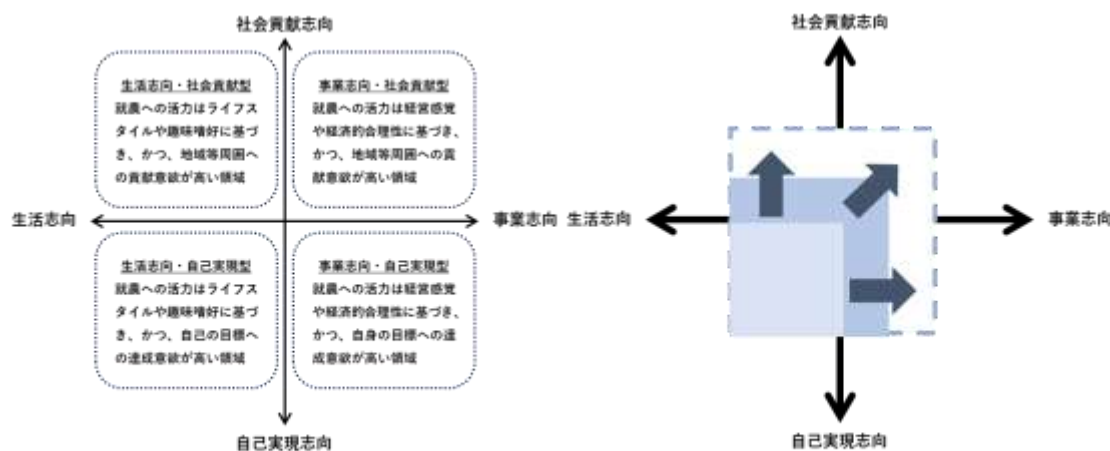 社会貢献志向
生活志向・社会貢献型
就農への活力はライフス
タイルや趣味嗜好に基づ
き、かつ、地域等周囲へ
の貢献意欲が高い領域
事業志向・社会貢献型
就農への活力は経営感覚
や経済的合理性に基づき、
かつ、地域等周囲への貢
献意欲が高い領域
生活志向
事業志向
生活志向・自己実現型
就農への活力はライフス
タイルや趣味嗜好に基づ
き、かつ、自己の目標へ
の達成意欲が高い領域
事業志向・自己実現型
就農への活力は経営感覚
や経済的合理性に基づき、
かつ、自身の目標への達
成意欲が高い領域
自己実現志向
社会貢献志向
生活志向
事業志向
自己実現志向